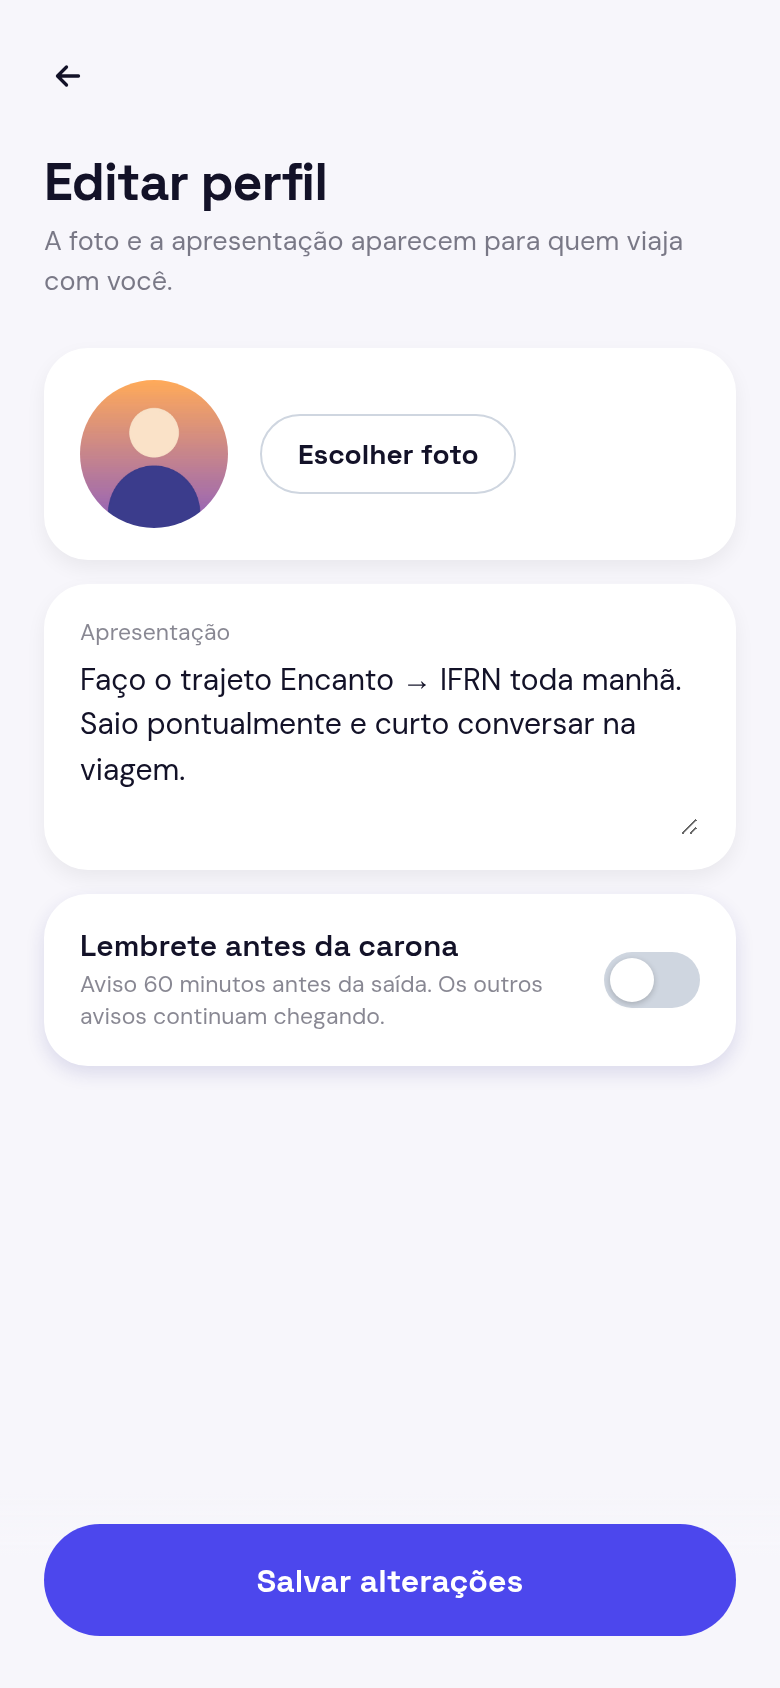 Editar perfil
A foto e a apresentação aparecem para quem viaja
com você.
Escolher foto
Apresentação
Faço o trajeto Encanto → IFRN toda manhã.
Saio pontualmente e curto conversar na
viagem.
Lembrete antes da carona
Aviso 60 minutos antes da saída. Os outros
avisos continuam chegando.
Salvar alterações